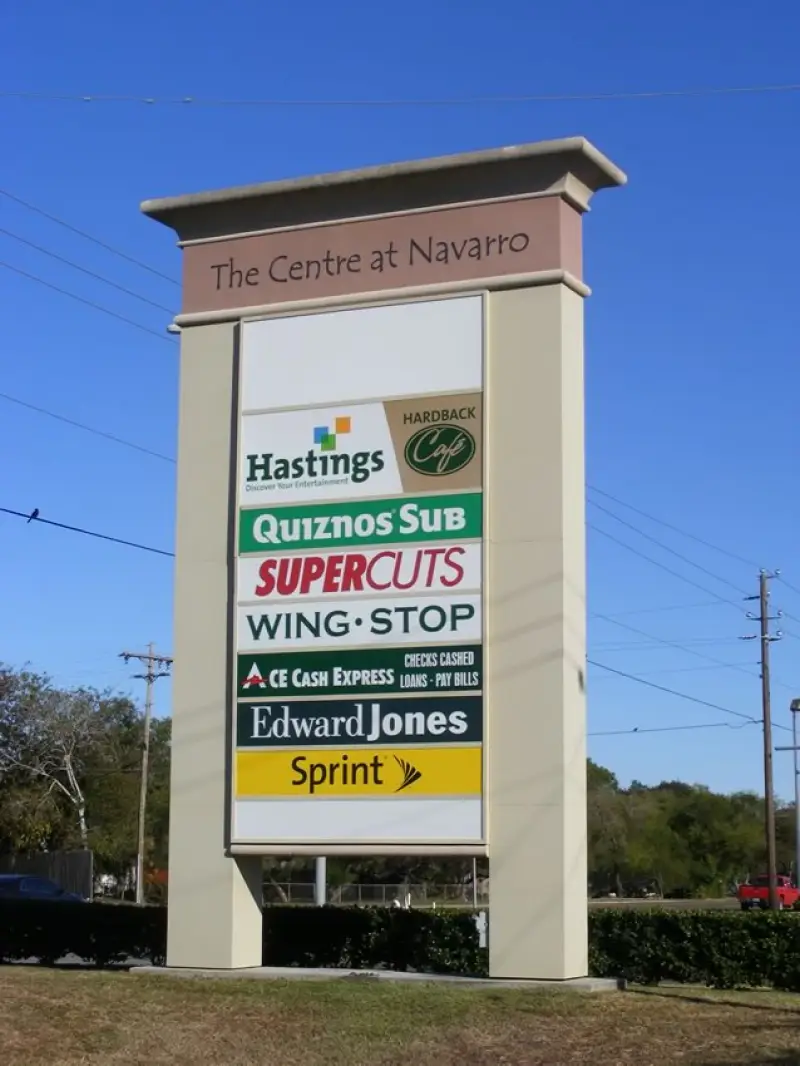 The Centre at Navarro
HARDBACK
Café
Hastings
Discover Your Entertainment
QUIZNOS SUB
SUPERCUTS
WING·STOP
ACE CASH EXPRESS
CHECKS CASHED
LOANS - PAY BILLS
Edward Jones
Sprint